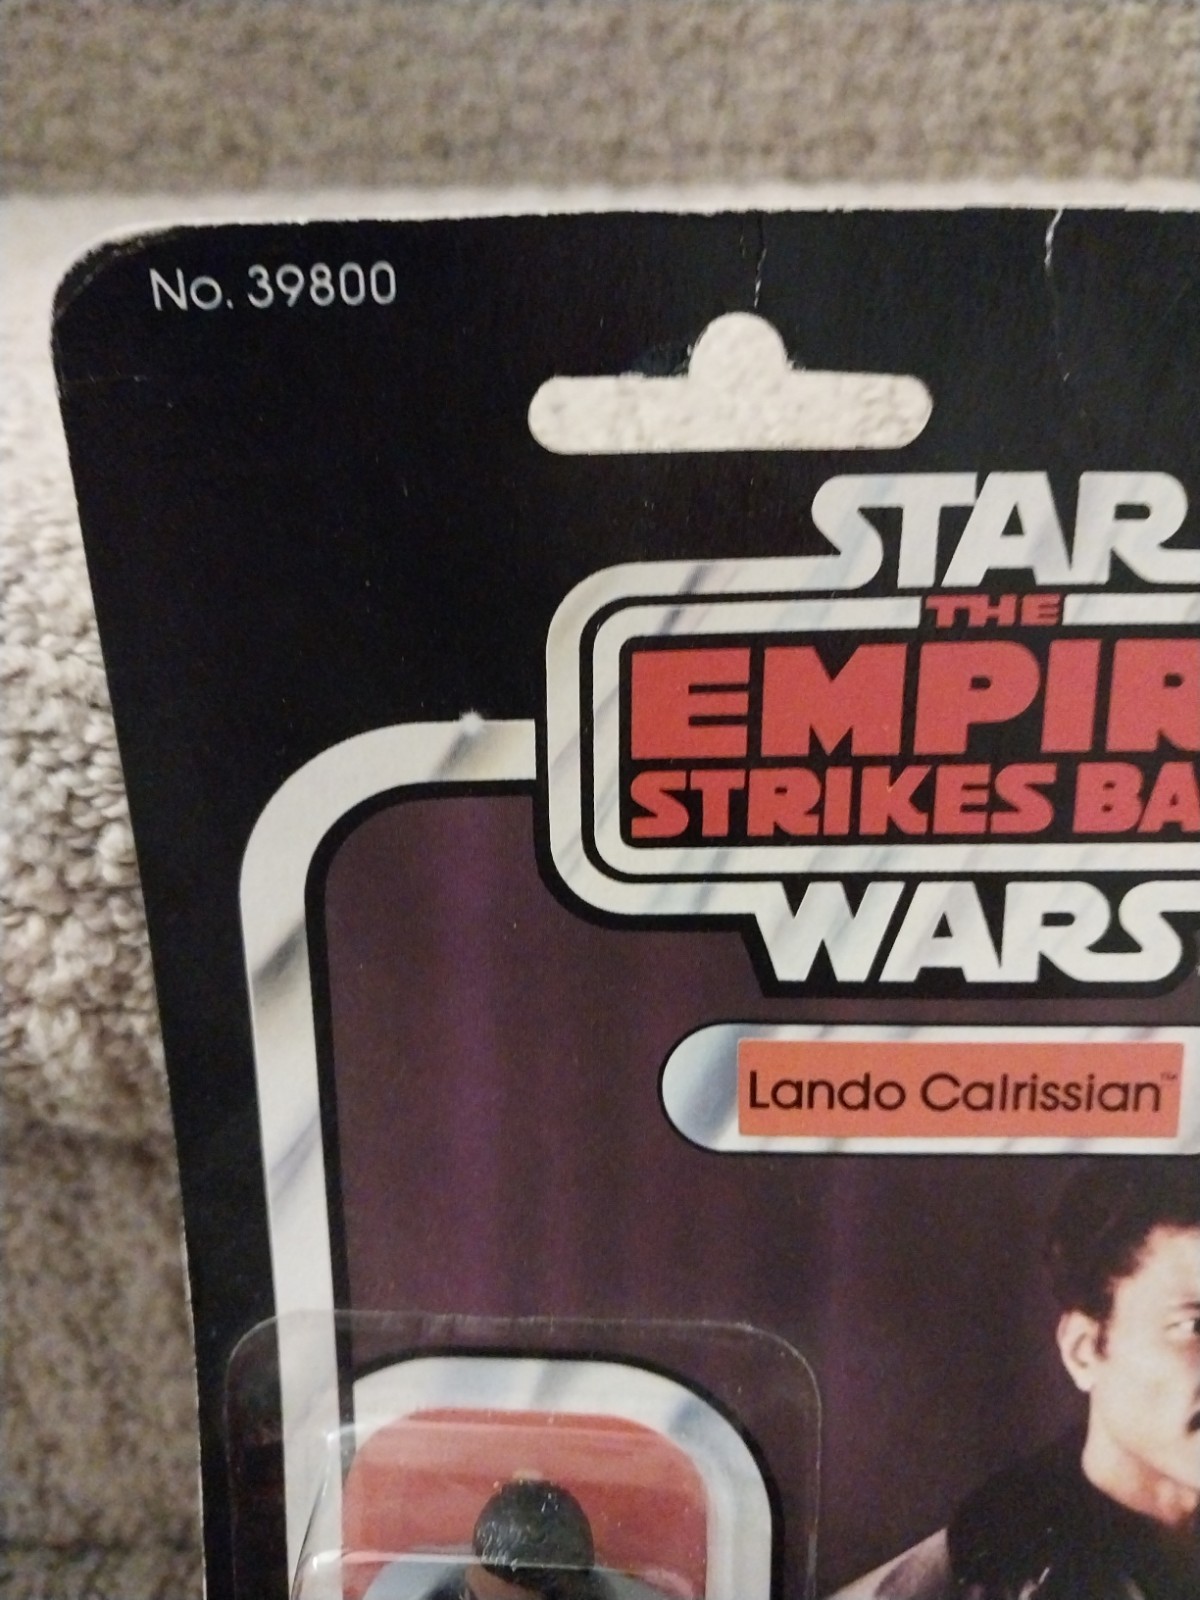 No. 39800
STAR
THE
EMPIR
STRIKES BA
WARS
Lando Calrissian™